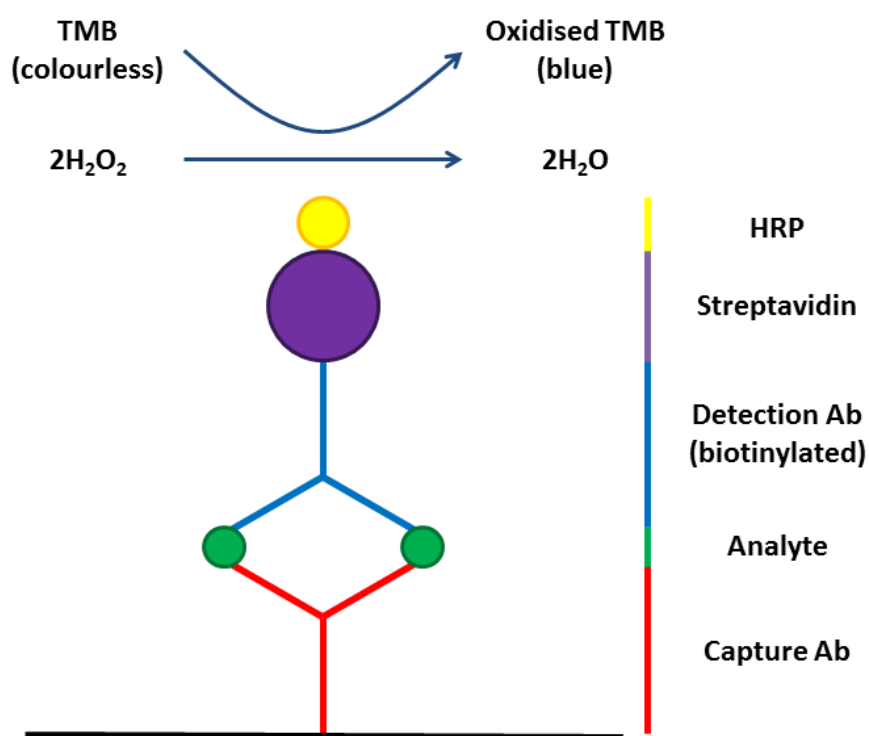 TMB
(colourless)
Oxidised TMB
(blue)
2H₂O₂
2H₂O
HRP
Streptavidin
Detection Ab
(biotinylated)
Analyte
Capture Ab